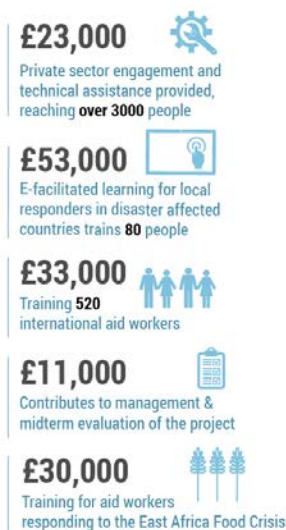 £23,000
Private sector engagement and
technical assistance provided,
reaching over 3000 people
£53,000
E-facilitated learning for local
responders in disaster affected
countries trains 80 people
£33,000
Training 520
international aid workers
£11,000
Contributes to management &
midterm evaluation of the project
£30,000
Training for aid workers
responding to the East Africa Food Crisis